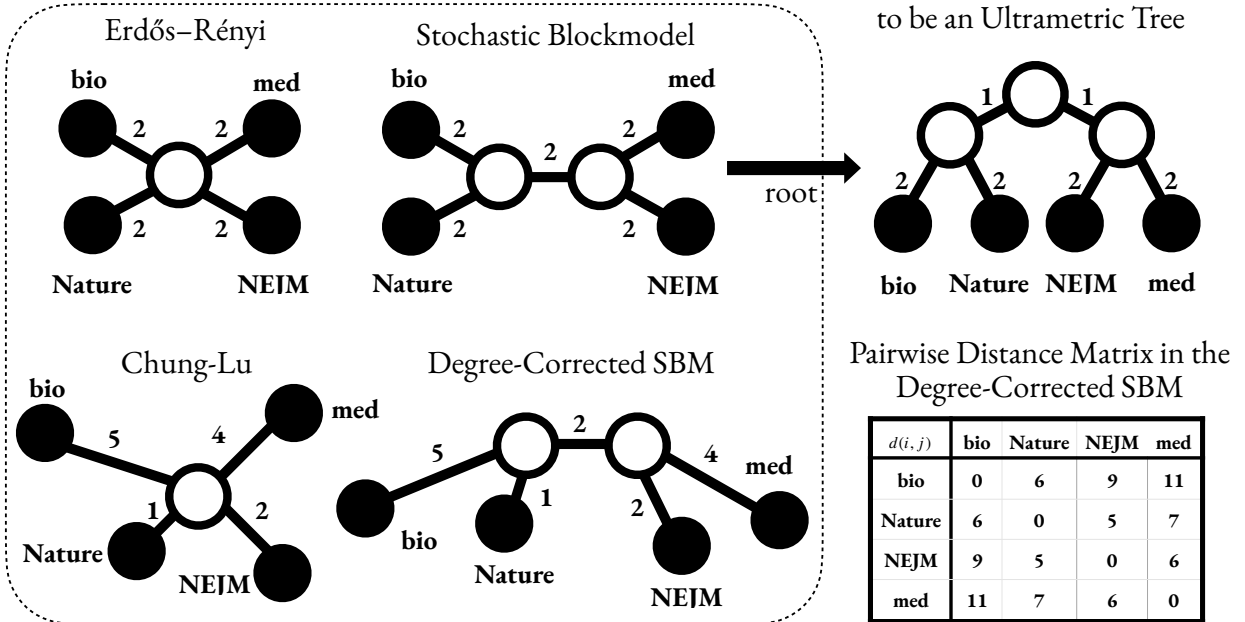 Erdős–Rényi
bio
med
2
2
2
2
Nature
NEJM
Stochastic Blockmodel
bio
med
2
2
2
2
2
Nature
NEJM
root
to be an Ultrametric Tree
1
1
2
2
2
2
bio
Nature
NEJM
med
Chung-Lu
bio
med
5
4
1
2
Nature
NEJM
Degree-Corrected SBM
2
5
4
med
1
2
bio
Nature
NEJM
Pairwise Distance Matrix in the
Degree-Corrected SBM
d(i, j) bio Nature NEJM med
bio 0 6 9 11
Nature 6 0 5 7
NEJM 9 5 0 6
med 11 7 6 0